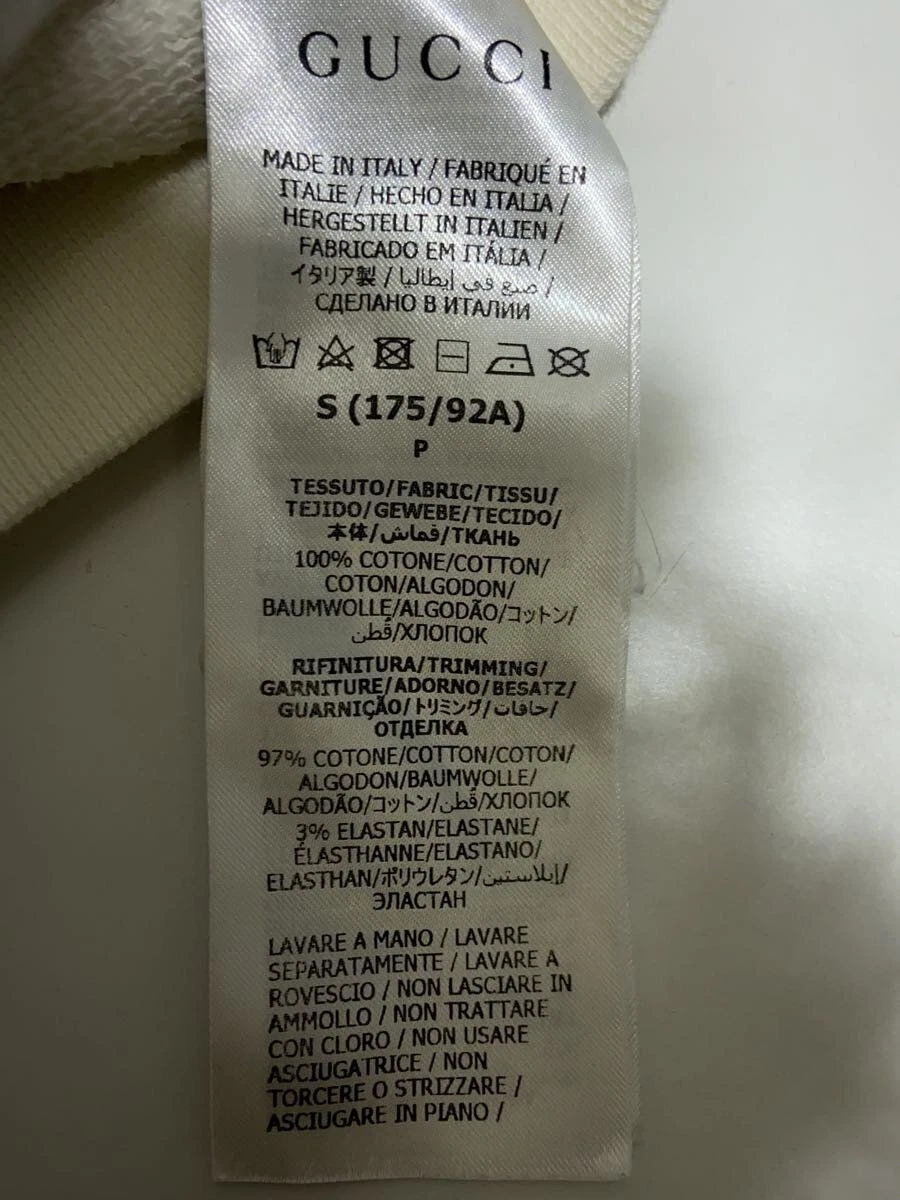 GUCCI
MADE IN ITALY / FABRIQUÉ EN
ITALIE / HECHO EN ITALIA /
HERGESTELLT IN ITALIEN /
FABRICADO EM ITÁLIA /
イタリア製 / صنع في إيطاليا /
СДЕЛАНО В ИТАЛИИ
S (175/92A)
P
TESSUTO/FABRIC/TISSU/
TEJIDO/GEWEBE/TECIDO/
本体/قماش/ТКАНЬ
100% COTONE/COTTON/
COTON/ALGODON/
BAUMWOLLE/ALGODÃO/コットン/
قُطن/ХЛОПОК
RIFINITURA/TRIMMING/
GARNITURE/ADORNO/BESATZ/
GUARNIÇÃO/トリミング/حافات/
ОТДЕЛКА
97% COTONE/COTTON/COTON/
ALGODON/BAUMWOLLE/
ALGODÃO/コットン/قُطن/ХЛОПОК
3% ELASTAN/ELASTANE/
ÉLASTHANNE/ELASTANO/
ELASTHAN/ポリウレタン/إيلاستين/
ЭЛАСТАН
LAVARE A MANO / LAVARE
SEPARATAMENTE / LAVARE A
ROVESCIO / NON LASCIARE IN
AMMOLLO / NON TRATTARE
CON CLORO / NON USARE
ASCIUGATRICE / NON
TORCERE O STRIZZARE /
ASCIUGARE IN PIANO /